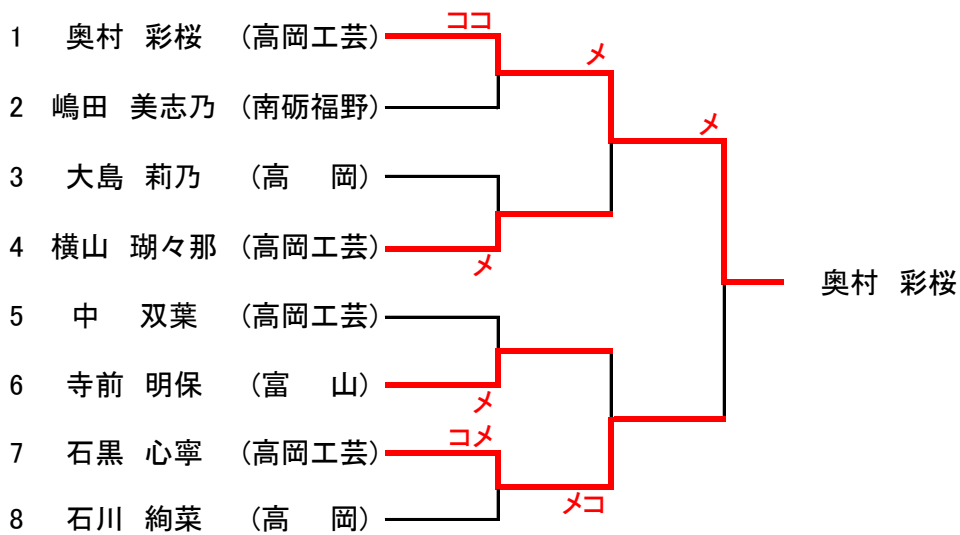 ココ
1 奥村 彩桜 (高岡工芸)
メ
2 嶋田 美志乃 (南砺福野)
メ
3 大島 莉乃 (高 岡)
4 横山 瑚々那 (高岡工芸)
メ
奥村 彩桜
5 中 双葉 (高岡工芸)
6 寺前 明保 (富 山)
メ
コメ
7 石黒 心寧 (高岡工芸)
メコ
8 石川 絢菜 (高 岡)